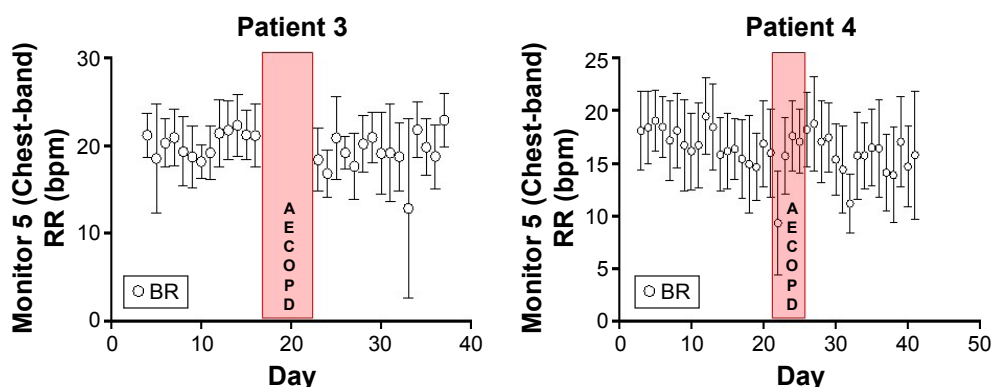 Patient 3
Monitor 5 (Chest-band)
RR (bpm)
30
20
10
0
A
E
C
O
P
D
BR
0
10
20
30
40
Day
Patient 4
Monitor 5 (Chest-band)
RR (bpm)
25
20
15
10
5
0
A
E
C
O
P
D
BR
0
10
20
30
40
50
Day